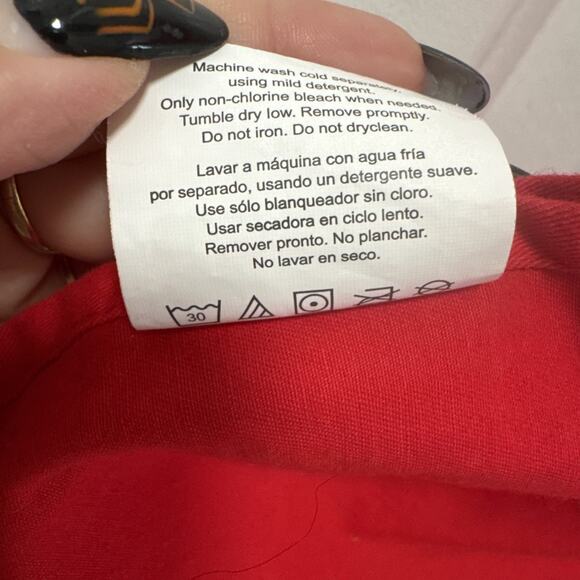 Machine wash cold separately,
using mild detergent.
Only non-chlorine bleach when needed.
Tumble dry low. Remove promptly.
Do not iron. Do not dryclean.
Lavar a máquina con agua fría
por separado, usando un detergente suave.
Use sólo blanqueador sin cloro.
Usar secadora en ciclo lento.
Remover pronto. No planchar.
No lavar en seco.
30